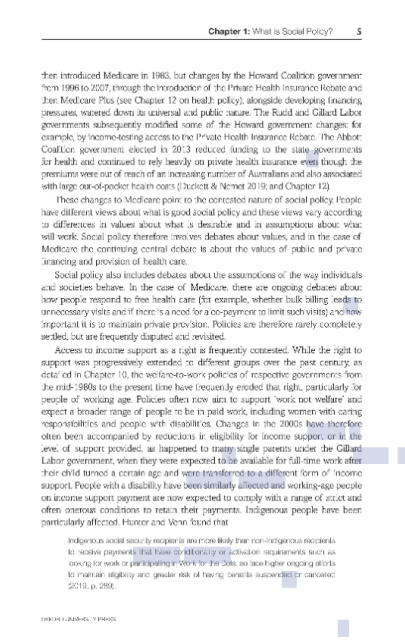 Chapter 1: What is Social Policy? 5
then introduced Medicare in 1983, but changes by the Howard Coalition government
from 1996 to 2007, through the introduction of the Private Health Insurance Rebate and
then Medicare Plus (see Chapter 12 on health policy), alongside developing financing
pressures, watered down its universal and public nature. The Rudd and Gillard Labor
governments subsequently modified some of the Howard government changes; for
example, by income-testing access to the Private Health Insurance Rebate. The Abbott
Coalition government elected in 2013 reduced funding to the state governments
for health and continued to rely heavily on private health insurance even though the
premiums were out of reach of an increasing number of Australians and also associated
with large out-of-pocket health costs (Duckett & Nemet 2019; and Chapter 12).
These changes to Medicare point to the contested nature of social policy. People
have different views about what is good social policy and these views vary according
to differences in values about what is desirable and in assumptions about what
will work. Social policy therefore involves debates about values, and in the case of
Medicare the continuing central debate is about the values of public and private
financing and provision of health care.
Social policy also includes debates about the assumptions of the way individuals
and societies behave. In the case of Medicare, there are ongoing debates about
how people respond to free health care (for example, whether bulk billing leads to
unnecessary visits and if there is a need for a co-payment to limit such visits) and how
important it is to maintain private provision. Policies are therefore rarely completely
settled, but are frequently disputed and revisited.
Access to income support as a right is frequently contested. While the right to
support was progressively extended to different groups over the past century, as
detailed in Chapter 10, the welfare-to-work policies of respective governments from
the mid-1980s to the present time have frequently eroded that right, particularly for
people of working age. Policies often now aim to support 'work not welfare' and
expect a broader range of people to be in paid work, including women with caring
responsibilities and people with disabilities. Changes in the 2000s have therefore
often been accompanied by reductions in eligibility for income support, or in the
level of support provided, as happened to many single parents under the Gillard
Labor government, when they were expected to be available for full-time work after
their child turned a certain age and were transferred to a different form of income
support. People with a disability have been similarly affected and working-age people
on income support payment are now expected to comply with a range of strict and
often onerous conditions to retain their payments. Indigenous people have been
particularly affected. Hunter and Venn found that
Indigenous social security recipients are more likely than non-Indigenous recipients
to receive payments that have conditionality or activation requirements such as
looking for work or participating in Work for the Dole, so face higher ongoing efforts
to maintain eligibility and greater risk of having benefits suspended or cancelled
(2019, p. 289).
OXFORD UNIVERSITY PRESS